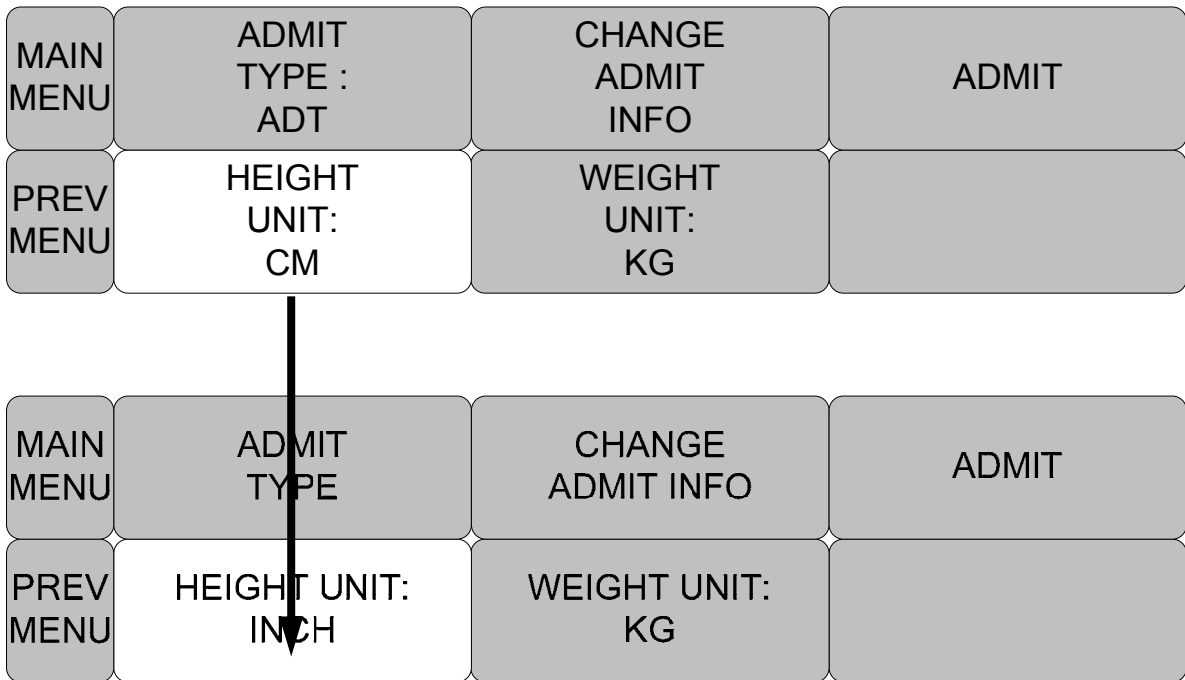 MAIN
MENU
ADMIT
TYPE :
ADT
CHANGE
ADMIT
INFO
ADMIT
PREV
MENU
HEIGHT
UNIT:
CM
WEIGHT
UNIT:
KG
MAIN
MENU
ADMIT
TYPE
CHANGE
ADMIT INFO
ADMIT
PREV
MENU
HEIGHT UNIT:
INCH
WEIGHT UNIT:
KG